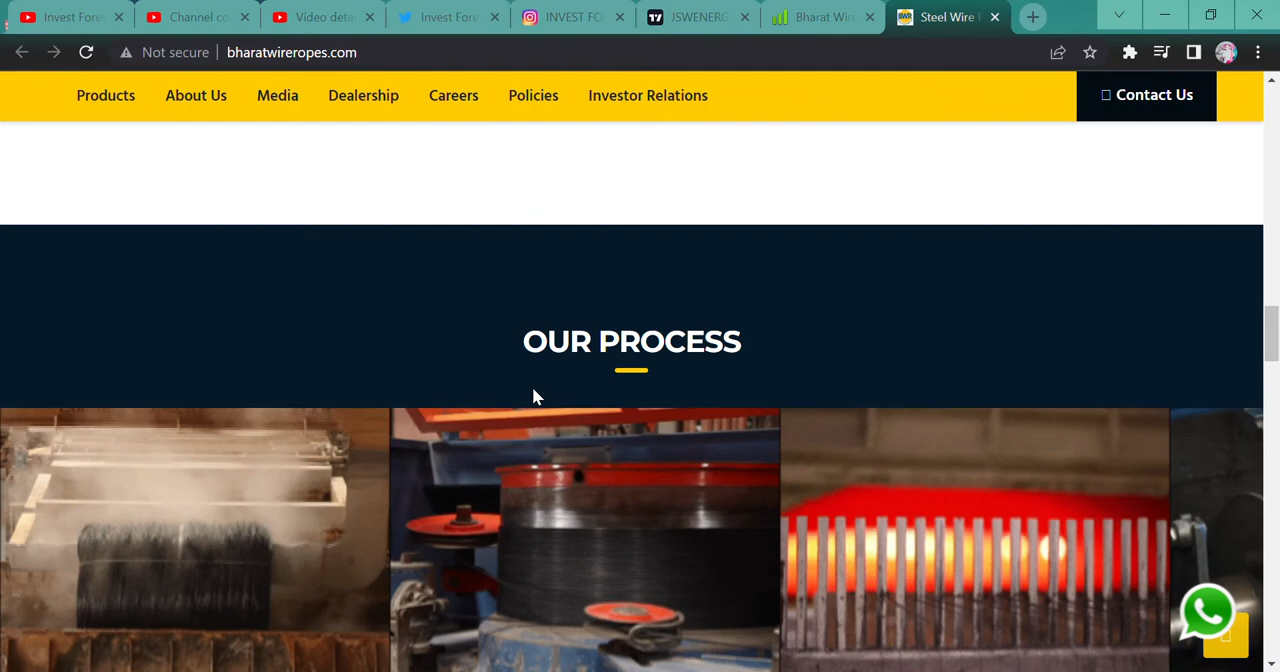 Invest Fore
Channel co
Video deta
Invest Fore
INVEST FO
JSWENERG
Bharat Wir
Steel Wire
Not secure
bharatwireropes.com
Products
About Us
Media
Dealership
Careers
Policies
Investor Relations
Contact Us
OUR PROCESS